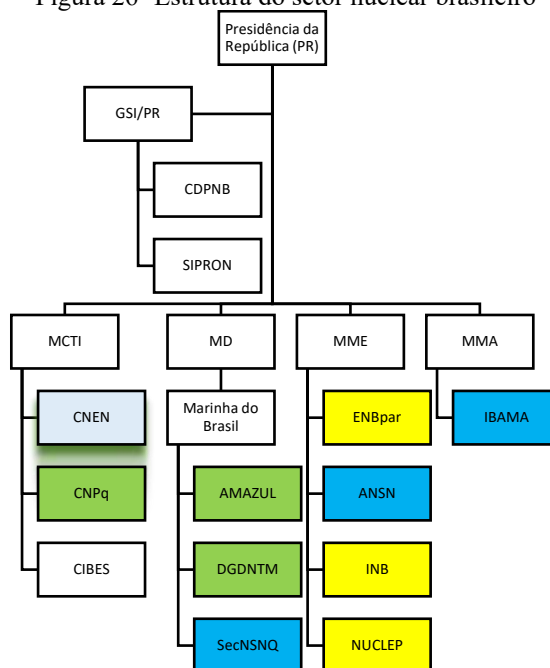 Figura 20 Estrutura do setor nuclear brasileiro
Presidência da
República (PR)
GSI/PR
CDPNB
SIPRON
MCTI
MD
MME
MMA
CNEN
Marinha do
Brasil
ENBpar
IBAMA
CNPq
AMAZUL
ANSN
CIBES
DGDNTM
INB
SecNSNQ
NUCLEP